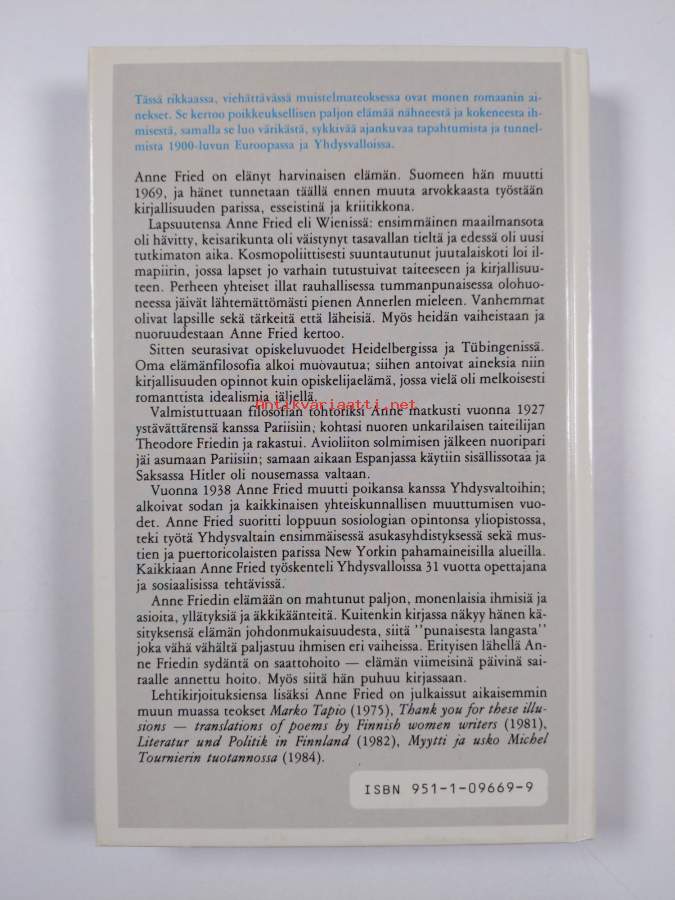 Tässä rikkaassa, viehättävässä muistelmateoksessa ovat monen romaanin ai-
nekset. Se kertoo poikkeuksellisen paljon elämää nähneestä ja kokeneesta ih-
misestä, samalla se luo värikästä, sykkivää ajankuvaa tapahtumista ja tunnel-
mista 1900-luvun Euroopassa ja Yhdysvalloissa.
Anne Fried on elänyt harvinaisen elämän. Suomeen hän muutti
1969, ja hänet tunnetaan täällä ennen muuta arvokkaasta työstään
kirjallisuuden parissa, esseistinä ja kriitikkona.
Lapsuutensa Anne Fried eli Wienissä: ensimmäinen maailmansota
oli hävitty, keisarikunta oli väistynyt tasavallan tieltä ja edessä oli uusi
tutkimaton aika. Kosmopoliittisesti suuntautunut juutalaiskoti loi il-
mapiirin, jossa lapset jo varhain tutustuivat taiteeseen ja kirjallisuu-
teen. Perheen yhteiset illat rauhallisessa tummanpunaisessa olohuo-
neessa jäivät lähtemättömästi pienen Annerlen mieleen. Vanhemmat
olivat lapsille sekä tärkeitä että läheisiä. Myös heidän vaiheistaan ja
nuoruudestaan Anne Fried kertoo.
Sitten seurasivat opiskeluvuodet Heidelbergissa ja Tübingenissä.
Oma elämänfilosofia alkoi muovautua; siihen antoivat aineksia niin
kirjallisuuden opinnot kuin opiskelijaelämä, jossa vielä oli melkoisesti
romanttista idealismia jäljellä.
Antikvariaatti.net
Valmistuttuaan filosofian tohtoriksi Anne matkusti vuonna 1927
ystävättärensä kanssa Pariisiin, kohtasi nuoren unkarilaisen taiteilijan
Theodore Friedin ja rakastui. Avioliiton solmimisen jälkeen nuoripari
jäi asumaan Pariisiin; samaan aikaan Espanjassa käytiin sisällissotaa ja
Saksassa Hitler oli nousemassa valtaan.
Vuonna 1938 Anne Fried muutti poikansa kanssa Yhdysvaltoihin;
alkoivat sodan ja kaikkinaisen yhteiskunnallisen muuttumisen vuo-
det. Anne Fried suoritti loppuun sosiologian opintonsa yliopistossa,
teki työtä Yhdysvaltain ensimmäisessä asukasyhdistyksessä sekä mus-
tien ja puertoricolaisten parissa New Yorkin pahamaineisilla alueilla.
Kaikkiaan Anne Fried työskenteli Yhdysvalloissa 31 vuotta opettajana
ja sosiaalisissa tehtävissä.
Anne Friedin elämään on mahtunut paljon, monenlaisia ihmisiä ja
asioita, yllätyksiä ja äkkikäänteitä. Kuitenkin kirjassa näkyy hänen kä-
sityksensä elämän johdonmukaisuudesta, siitä ''punaisesta langasta''
joka vähä vähältä paljastuu ihmisen eri vaiheissa. Erityisen lähellä An-
ne Friedin sydäntä on saattohoito — elämän viimeisinä päivinä sai-
raalle annettu hoito. Myös siitä hän puhuu kirjassaan.
Lehtikirjoituksiensa lisäksi Anne Fried on julkaissut aikaisemmin
muun muassa teokset Marko Tapio (1975), Thank you for these illu-
sions — translations of poems by Finnish women writers (1981),
Literatur und Politik in Finnland (1982), Myytti ja usko Michel
Tournierin tuotannossa (1984).
ISBN 951-1-09669-9